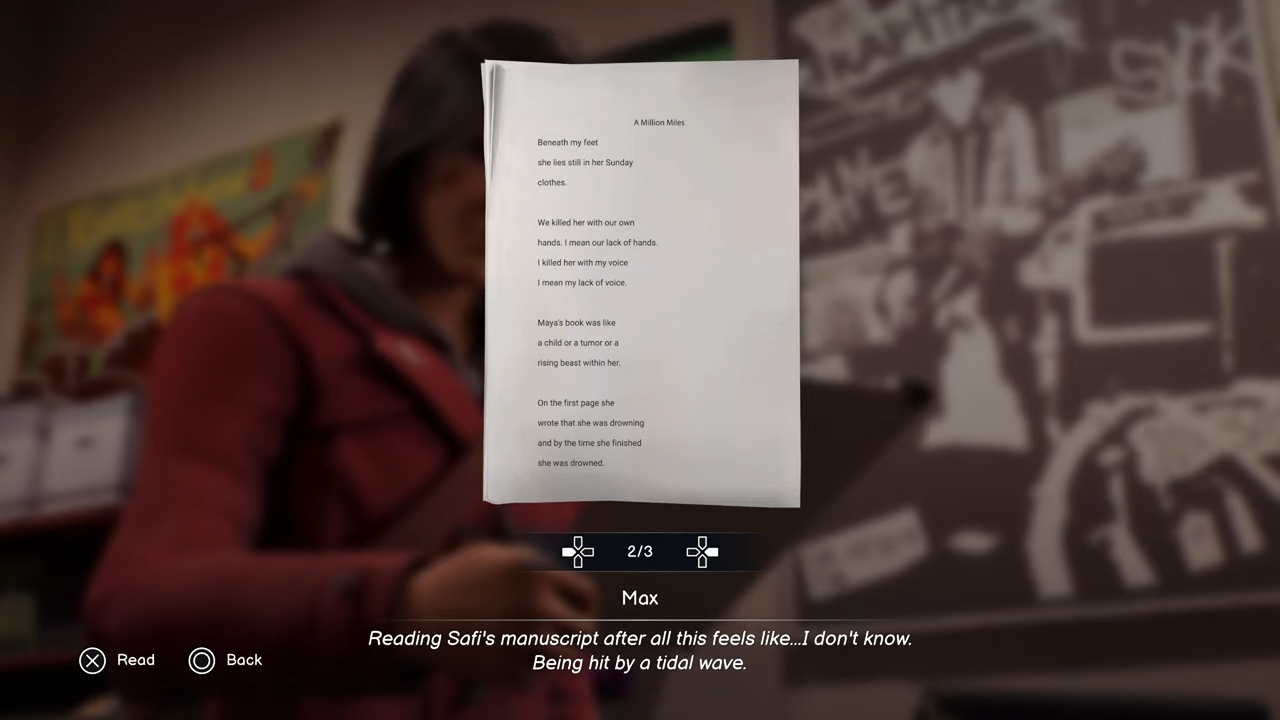 A Million Miles
Beneath my feet
she lies still in her Sunday
clothes.
We killed her with our own
hands. I mean our lack of hands.
I killed her with my voice
I mean my lack of voice.
Maya's book was like
a child or a tumor or a
rising beast within her.
On the first page she
wrote that she was drowning
and by the time she finished
she was drowned.
2/3
Max
Reading Safi's manuscript after all this feels like...I don't know.
Being hit by a tidal wave.
Read
Back